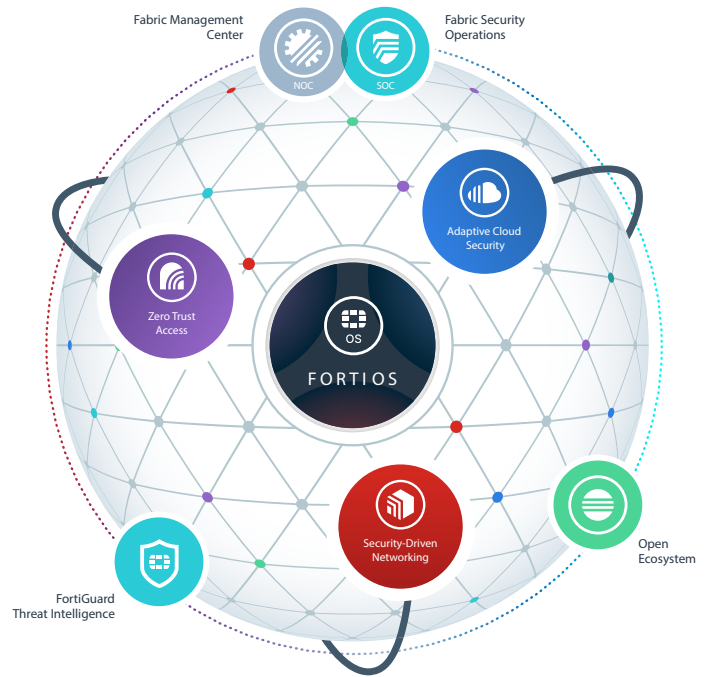 Fabric Management
Center
NOC
SOC
Fabric Security
Operations
Adaptive Cloud
Security
Zero Trust
Access
OS
FORTIOS
Security-Driven
Networking
Open
Ecosystem
FortiGuard
Threat Intelligence